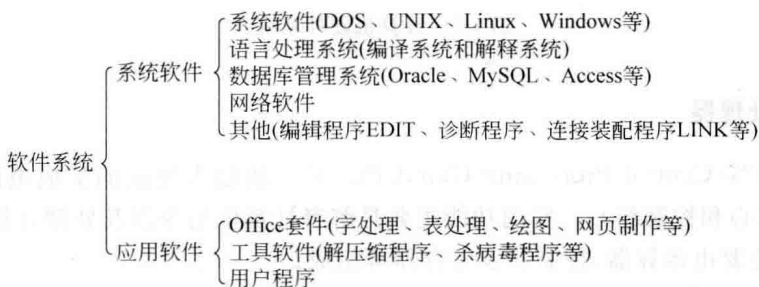 系统软件(DOS、UNIX、Linux、Windows等)
语言处理系统(编译系统和解释系统)
系统软件
数据库管理系统(Oracle、MySQL、Access等)
网络软件
其他(编辑程序EDIT、诊断程序、连接装配程序LINK等)
软件系统
Office套件(字处理、表处理、绘图、网页制作等)
应用软件
工具软件(解压缩程序、杀病毒程序等)
用户程序